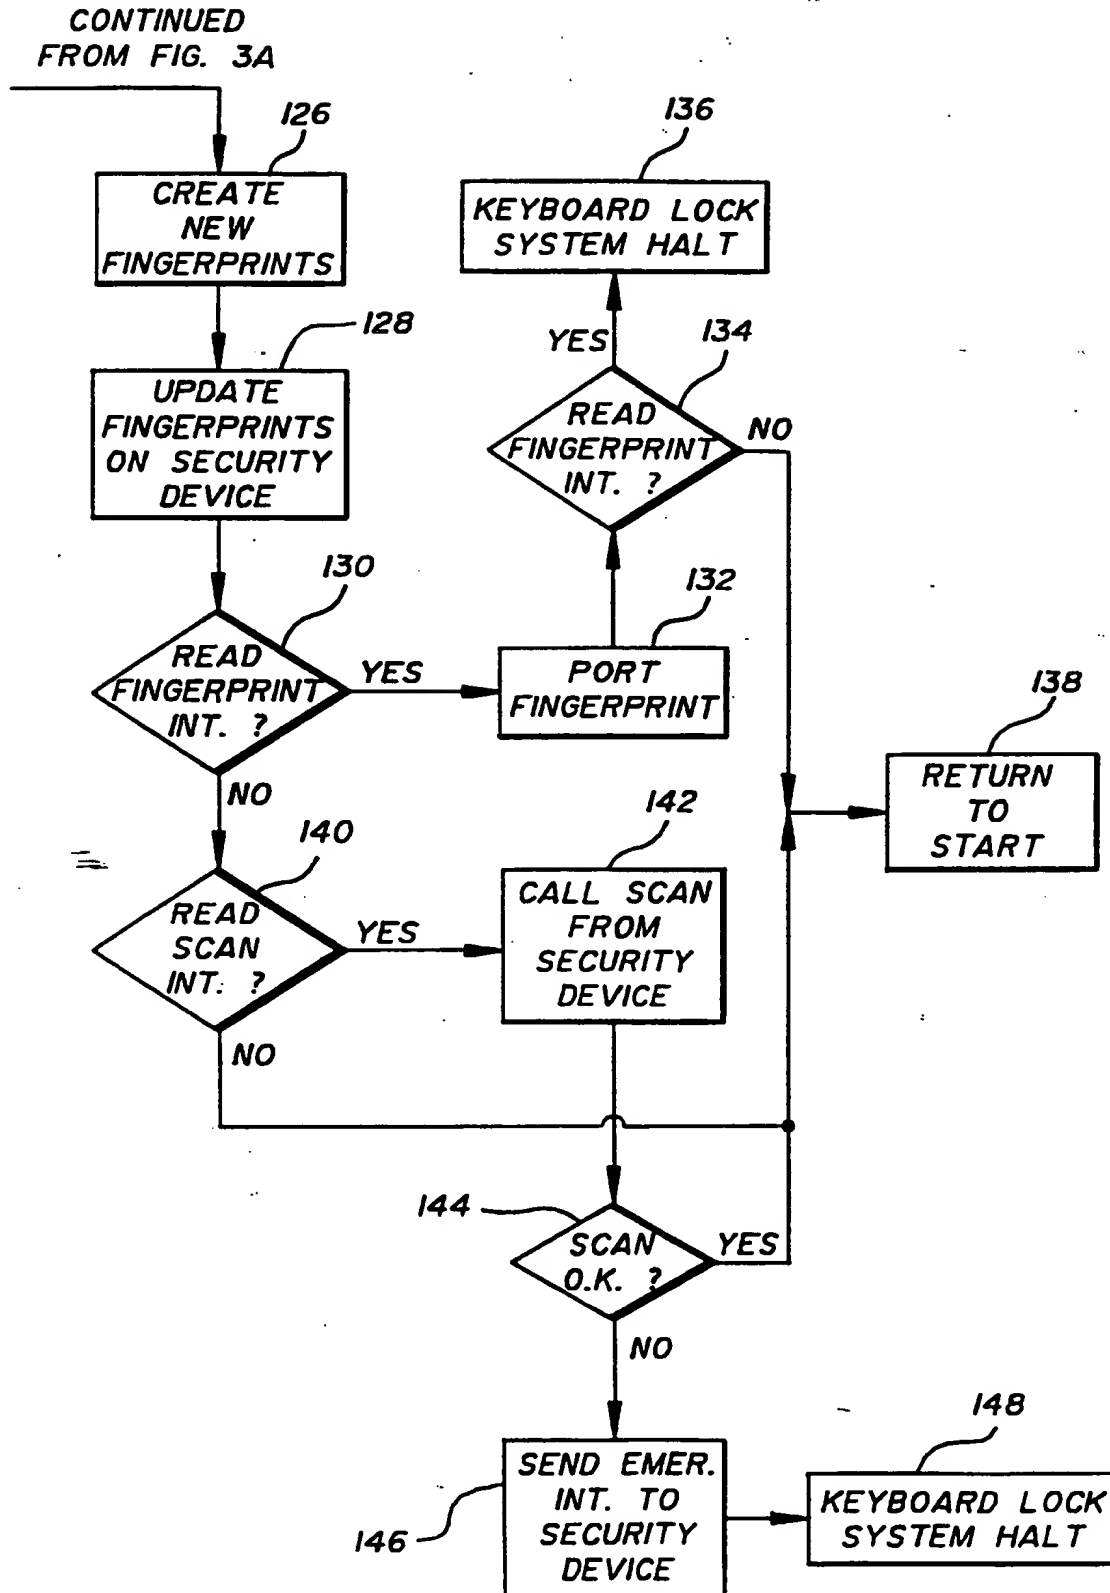 CONTINUED
FROM FIG. 3A
126
CREATE
NEW
FINGERPRINTS
128
UPDATE
FINGERPRINTS
ON SECURITY
DEVICE
130
READ
FINGERPRINT
INT. ?
YES
NO
132
PORT
FINGERPRINT
134
READ
FINGERPRINT
INT. ?
YES
NO
136
KEYBOARD LOCK
SYSTEM HALT
138
RETURN
TO
START
140
READ
SCAN
INT. ?
YES
NO
142
CALL SCAN
FROM
SECURITY
DEVICE
144
SCAN
O.K. ?
YES
NO
146
SEND EMER.
INT. TO
SECURITY
DEVICE
148
KEYBOARD LOCK
SYSTEM HALT